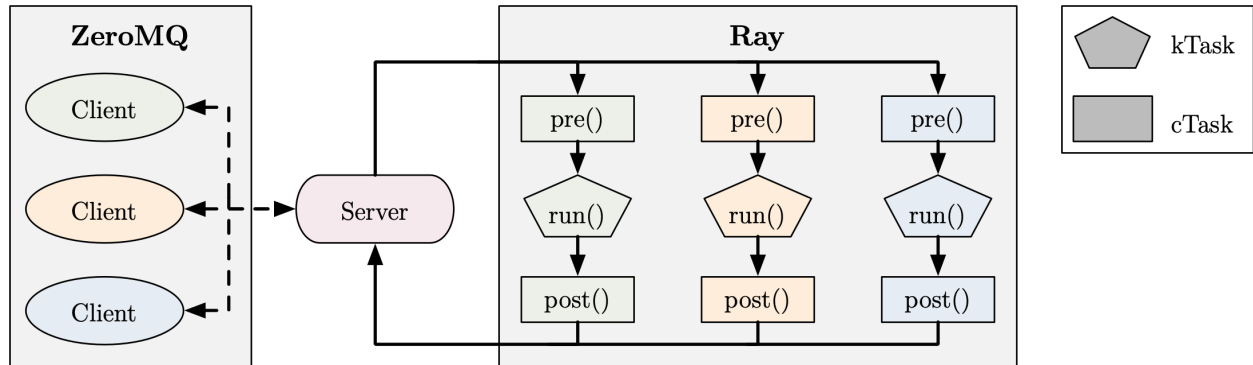 ZeroMQ
Client
Client
Client
Server
Ray
pre()
pre()
pre()
run()
run()
run()
post()
post()
post()
kTask
cTask